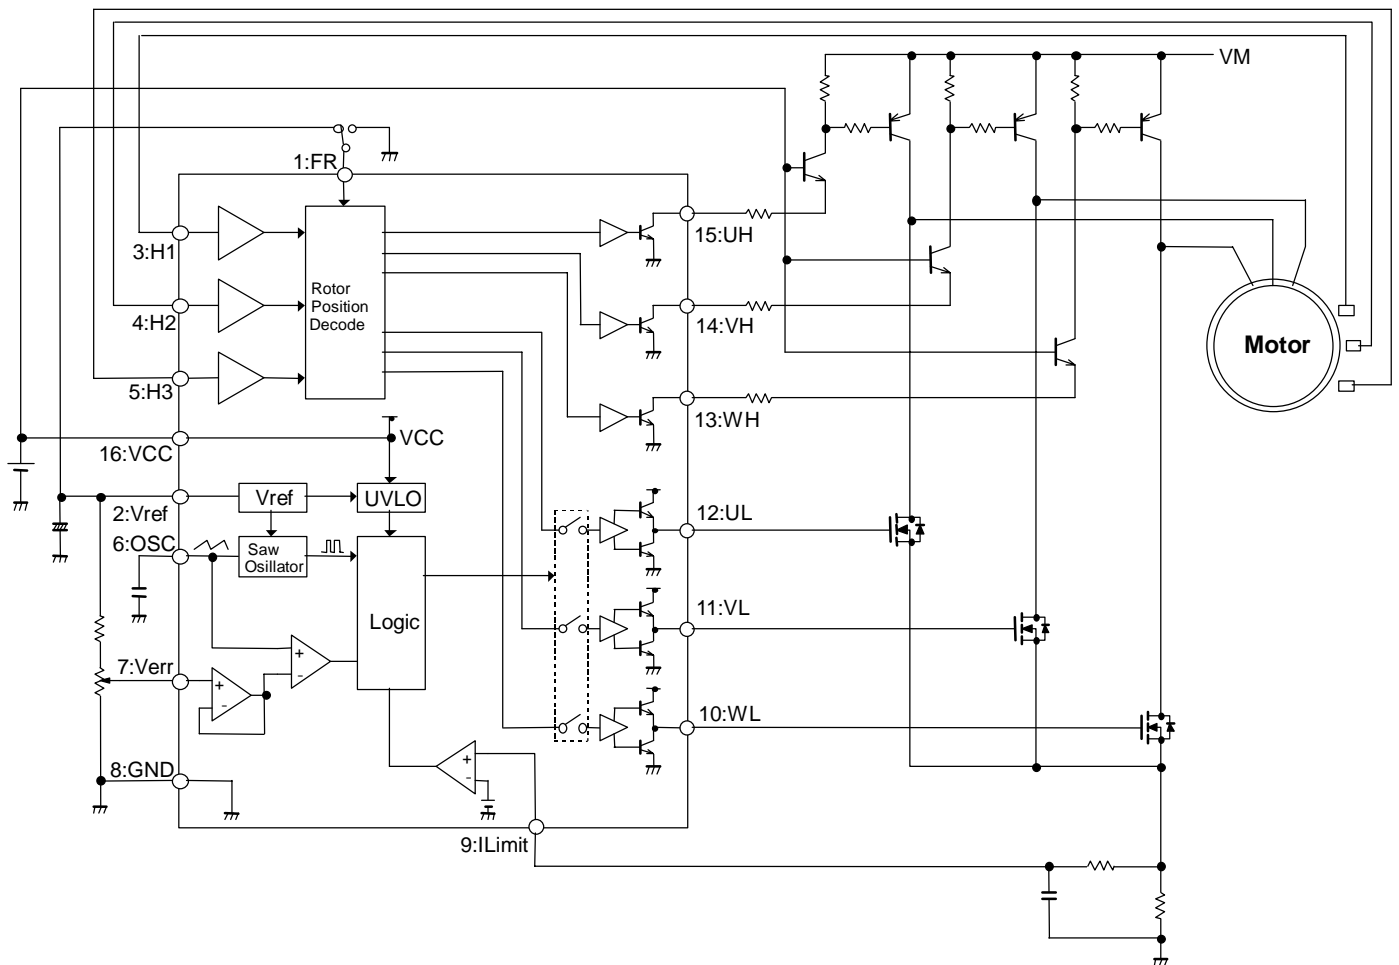 VM
1:FR
3:H1
15:UH
4:H2
Rotor
Position
Decode
14:VH
Motor
5:H3
13:WH
16:VCC
VCC
2:Vref
Vref
UVLO
12:UL
6:OSC
Saw
Osillator
Logic
11:VL
7:Verr
+
-
+
-
10:WL
8:GND
+
-
9:ILimit